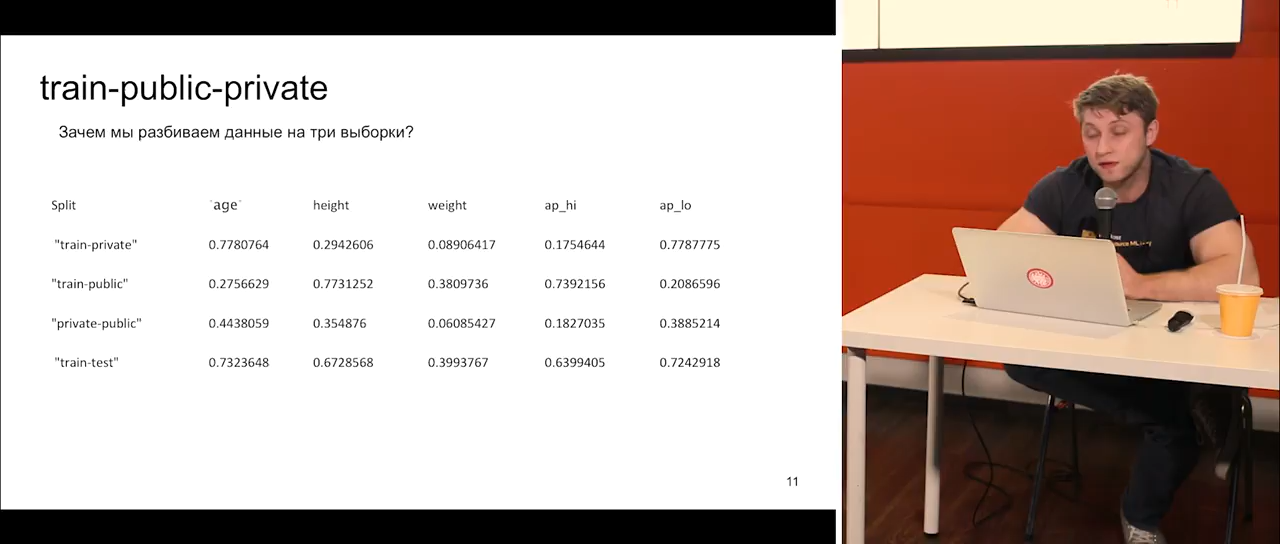 train-public-private
Зачем мы разбиваем данные на три выборки?
Split `age` height weight ap_hi ap_lo
"train-private" 0.7780764 0.2942606 0.08906417 0.1754644 0.7787775
"train-public" 0.2756629 0.7731252 0.3809736 0.7392156 0.2086596
"private-public" 0.4438059 0.354876 0.06085427 0.1827035 0.3885214
"train-test" 0.7323648 0.6728568 0.3993767 0.6399405 0.7242918
11